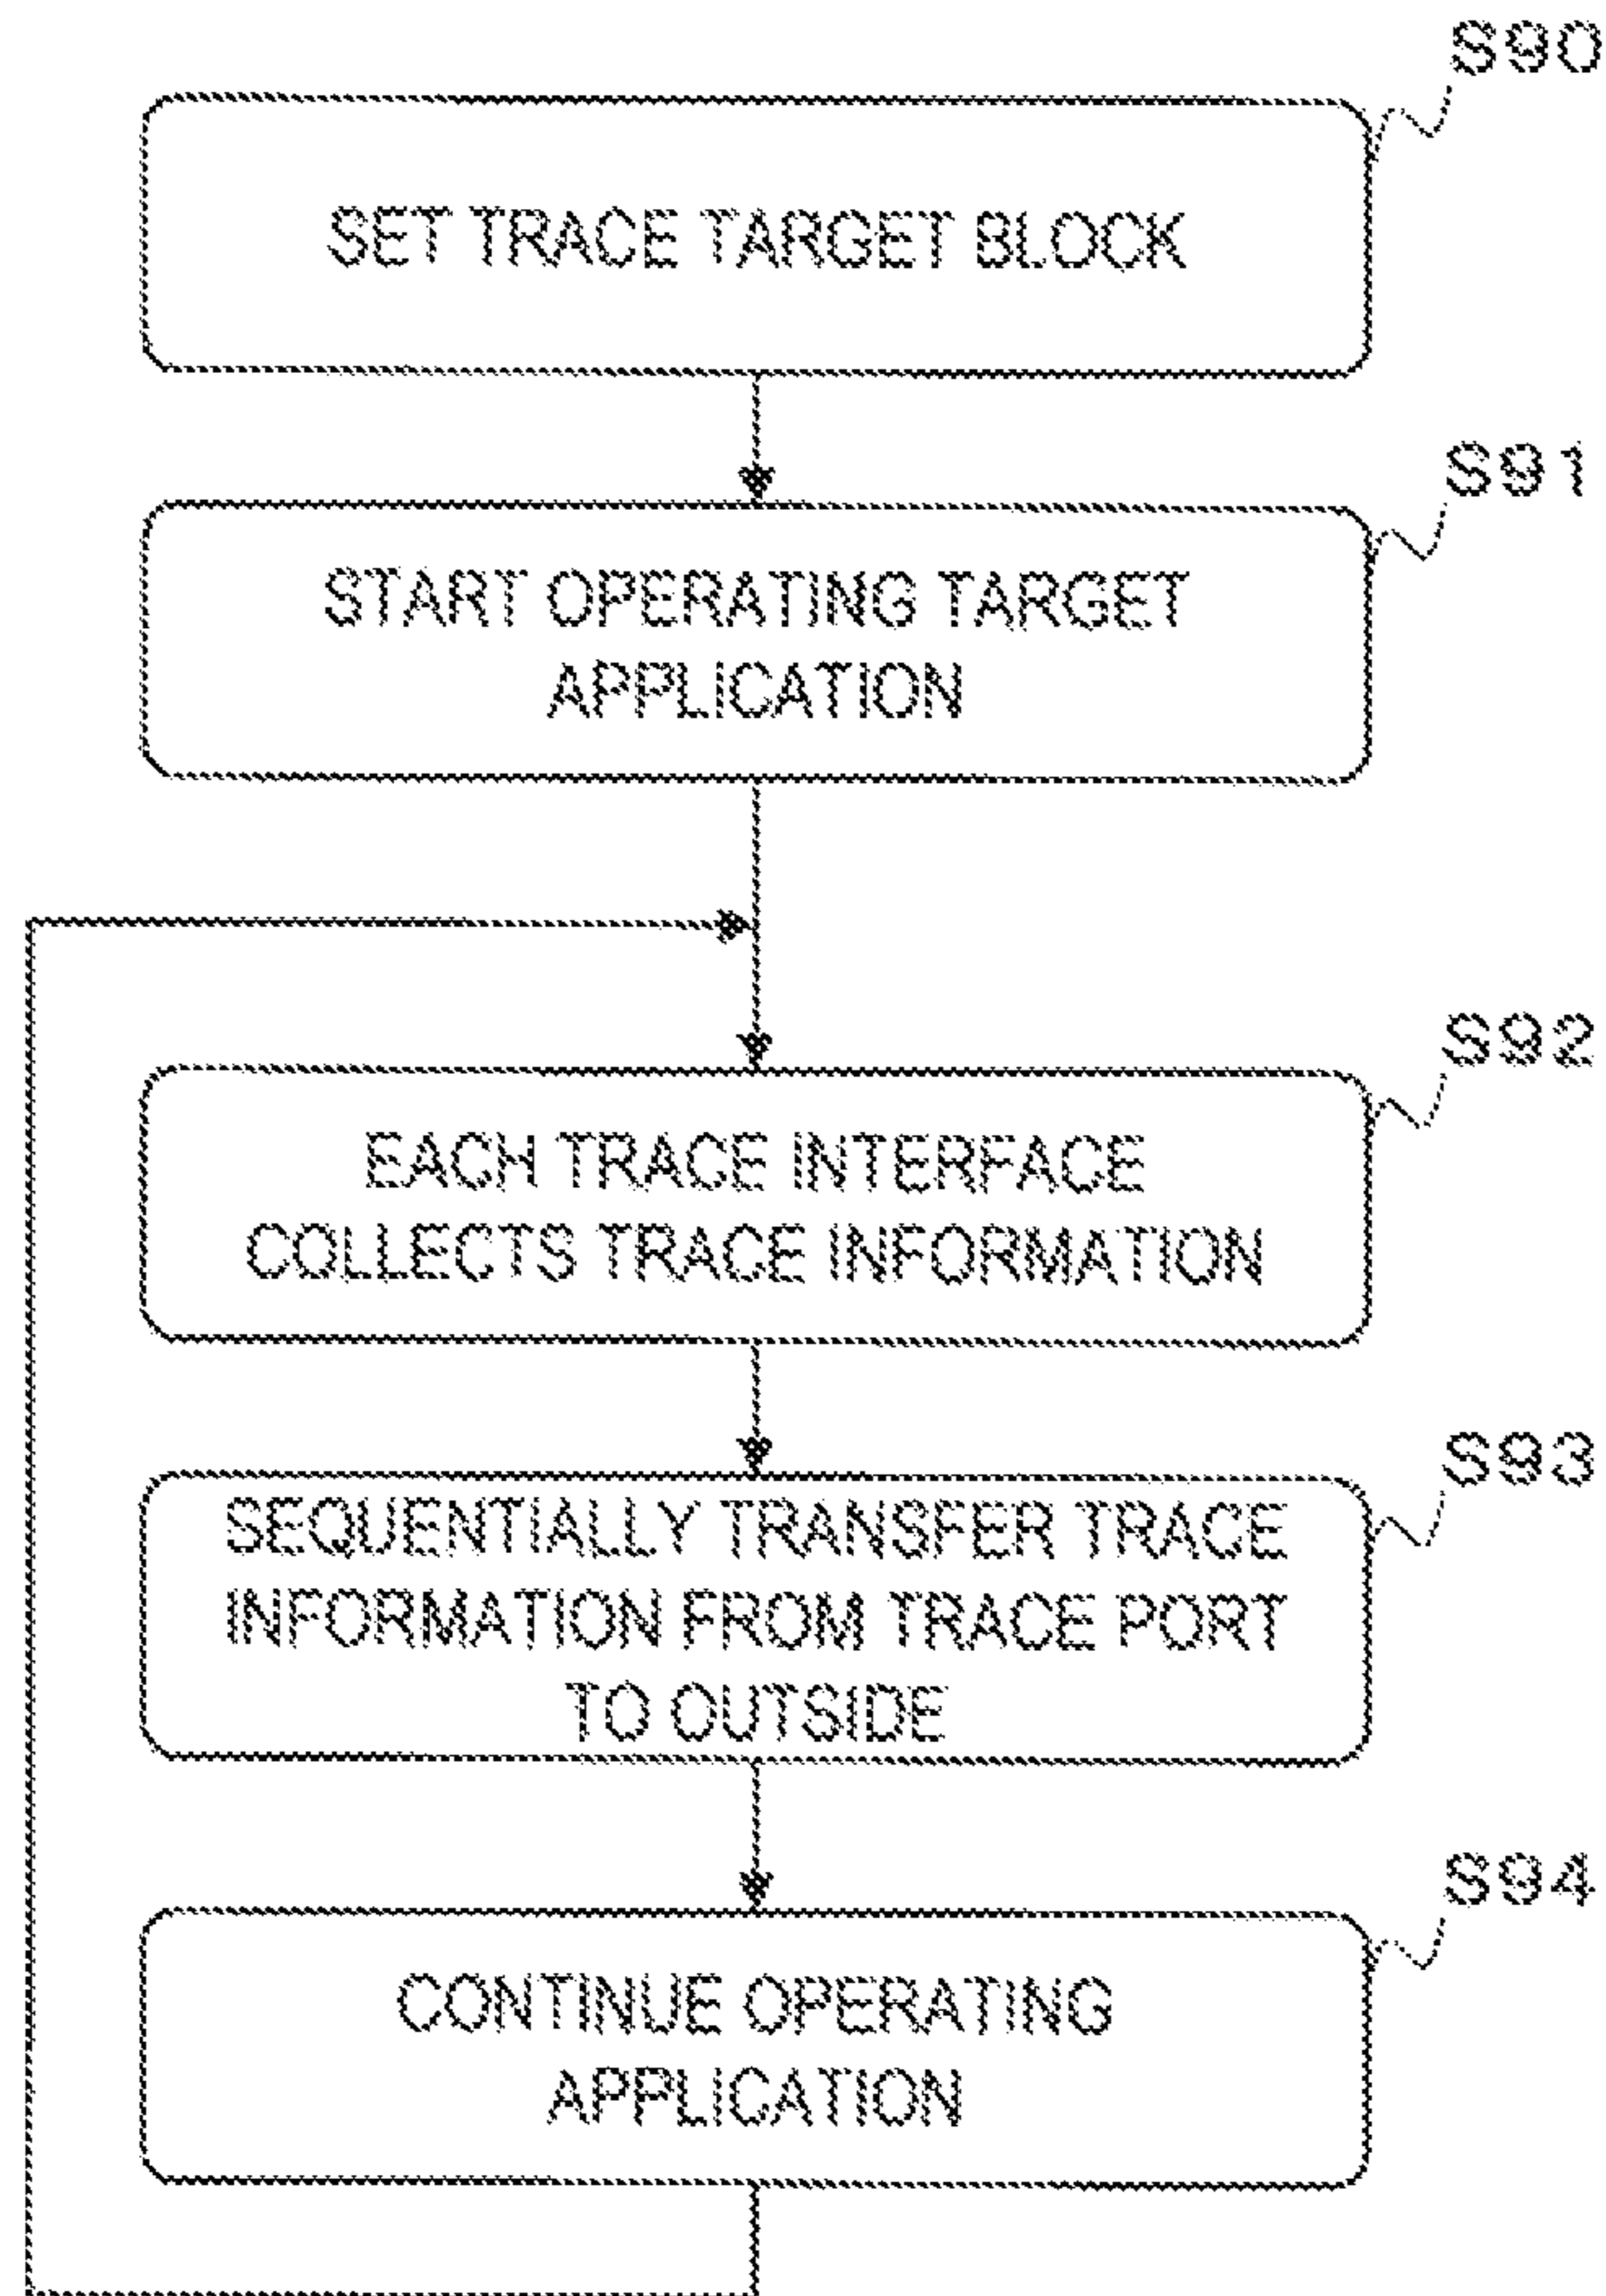 S90
SET TRACE TARGET BLOCK
S91
START OPERATING TARGET
APPLICATION
S92
EACH TRACE INTERFACE
COLLECTS TRACE INFORMATION
S93
SEQUENTIALLY TRANSFER TRACE
INFORMATION FROM TRACE PORT
TO OUTSIDE
S94
CONTINUE OPERATING
APPLICATION